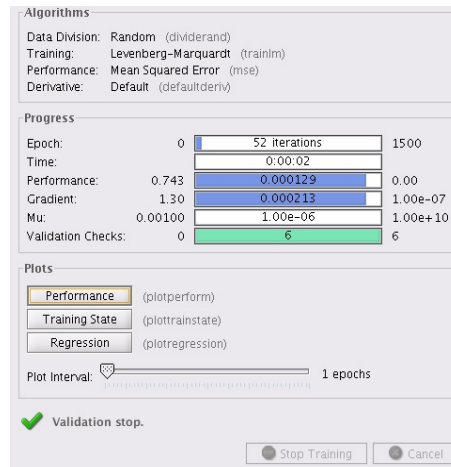 Algorithms
Data Division: Random (dividerand)
Training: Levenberg-Marquardt (trainlm)
Performance: Mean Squared Error (mse)
Derivative: Default (defaultderiv)
Progress
Epoch: 0 52 iterations 1500
Time: 0:00:02
Performance: 0.743 0.000129 0.00
Gradient: 1.30 0.000213 1.00e-07
Mu: 0.00100 1.00e-06 1.00e+10
Validation Checks: 0 6 6
Plots
Performance (plotperform)
Training State (plottrainstate)
Regression (plotregression)
Plot Interval: 1 epochs
Validation stop.
Stop Training Cancel